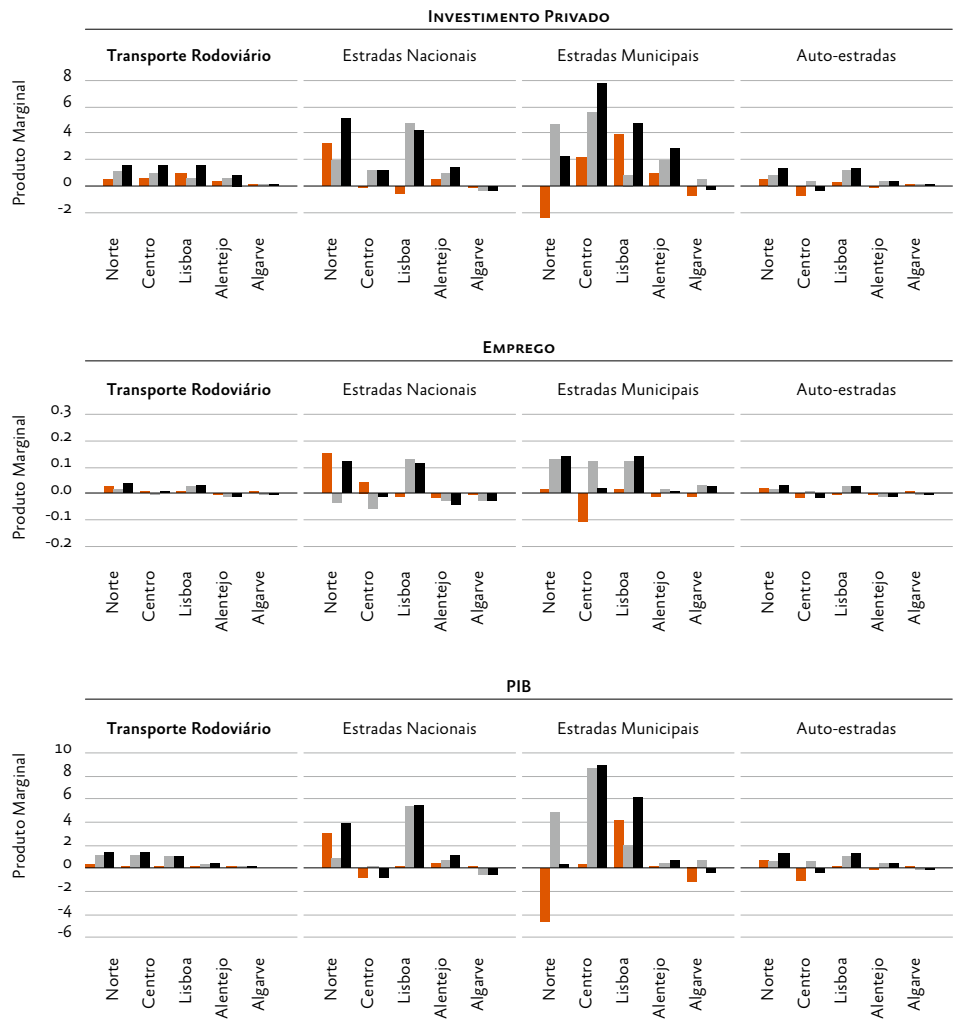 Investimento Privado
Transporte Rodoviário Estradas Nacionais Estradas Municipais Auto-estradas
Produto Marginal
8
6
4
2
0
-2
Norte Centro Lisboa Alentejo Algarve Norte Centro Lisboa Alentejo Algarve Norte Centro Lisboa Alentejo Algarve Norte Centro Lisboa Alentejo Algarve
Emprego
Transporte Rodoviário Estradas Nacionais Estradas Municipais Auto-estradas
Produto Marginal
0.3
0.2
0.1
0.0
-0.1
-0.2
Norte Centro Lisboa Alentejo Algarve Norte Centro Lisboa Alentejo Algarve Norte Centro Lisboa Alentejo Algarve Norte Centro Lisboa Alentejo Algarve
PIB
Transporte Rodoviário Estradas Nacionais Estradas Municipais Auto-estradas
Produto Marginal
10
8
6
4
2
0
-2
-4
-6
Norte Centro Lisboa Alentejo Algarve Norte Centro Lisboa Alentejo Algarve Norte Centro Lisboa Alentejo Algarve Norte Centro Lisboa Alentejo Algarve